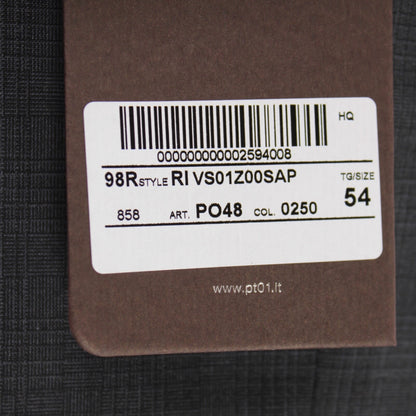 HQ
000000000002594008
98R STYLE RI VS01Z00SAP
TG/SIZE
858 ART. PO48 COL. 0250 54
www.pt01.it